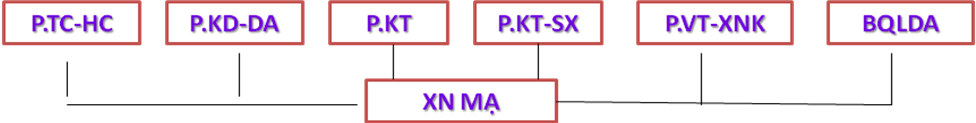 P.TC-HC P.KD-DA P.KT P.KT-SX P.VT-XNK BQLDA
XN MẠ